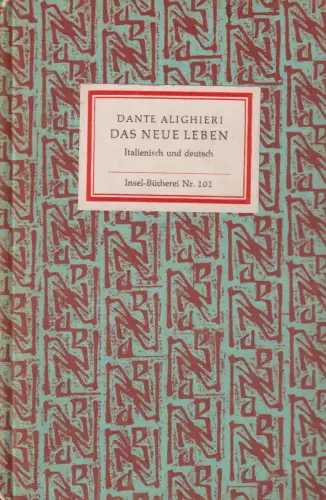 DANTE ALIGHIERI
DAS NEUE LEBEN
Italienisch und deutsch
Insel-Bücherei Nr. 101